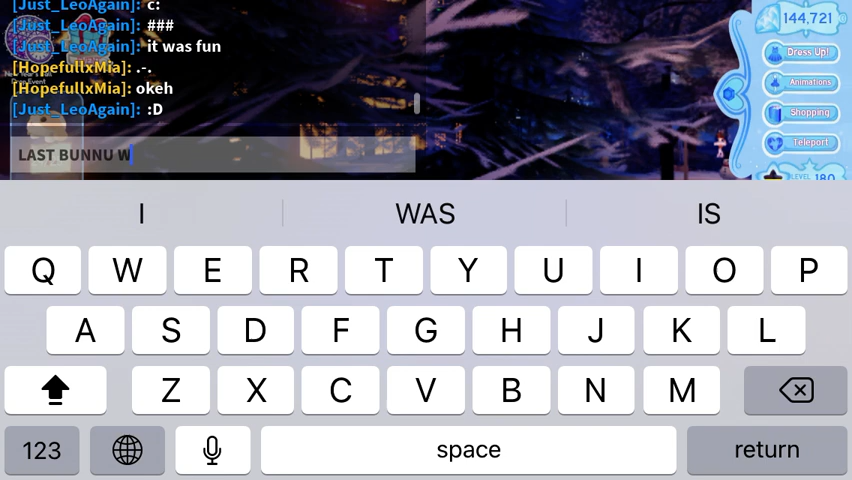 [Just_LeoAgain]: c:
[Just_LeoAgain]: ###
[Just_LeoAgain]: it was fun
[HopefullxMia]: .-.
[HopefullxMia]: okeh
[Just_LeoAgain]: :D
LAST BUNNU W
144,721
Dress Up!
Animations
Shopping
Teleport
LEVEL 180
I WAS IS
Q W E R T Y U I O P
A S D F G H J K L
Z X C V B N M
123 space return